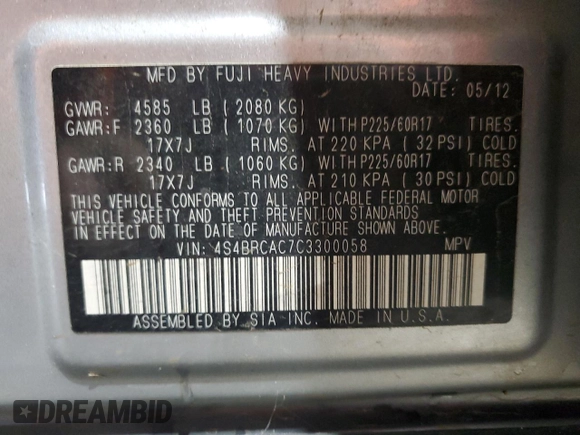 MFD BY FUJI HEAVY INDUSTRIES LTD.
DATE: 05/12
GVWR: 4585 LB (2080 KG)
GAWR:F 2360 LB (1070 KG) WITH P225/60R17 TIRES.
17X7J RIMS. AT 220 KPA (32 PSI) COLD
GAWR:R 2340 LB (1060 KG) WITH P225/60R17 TIRES.
17X7J RIMS. AT 210 KPA (30 PSI) COLD
THIS VEHICLE CONFORMS TO ALL APPLICABLE FEDERAL MOTOR
VEHICLE SAFETY AND THEFT PREVENTION STANDARDS
IN EFFECT ON THE DATE OF MANUFACTURE SHOWN ABOVE.
VIN: 4S4BRCAC7C3300058 MPV
ASSEMBLED BY SIA INC. MADE IN U.S.A.
DREAMBID